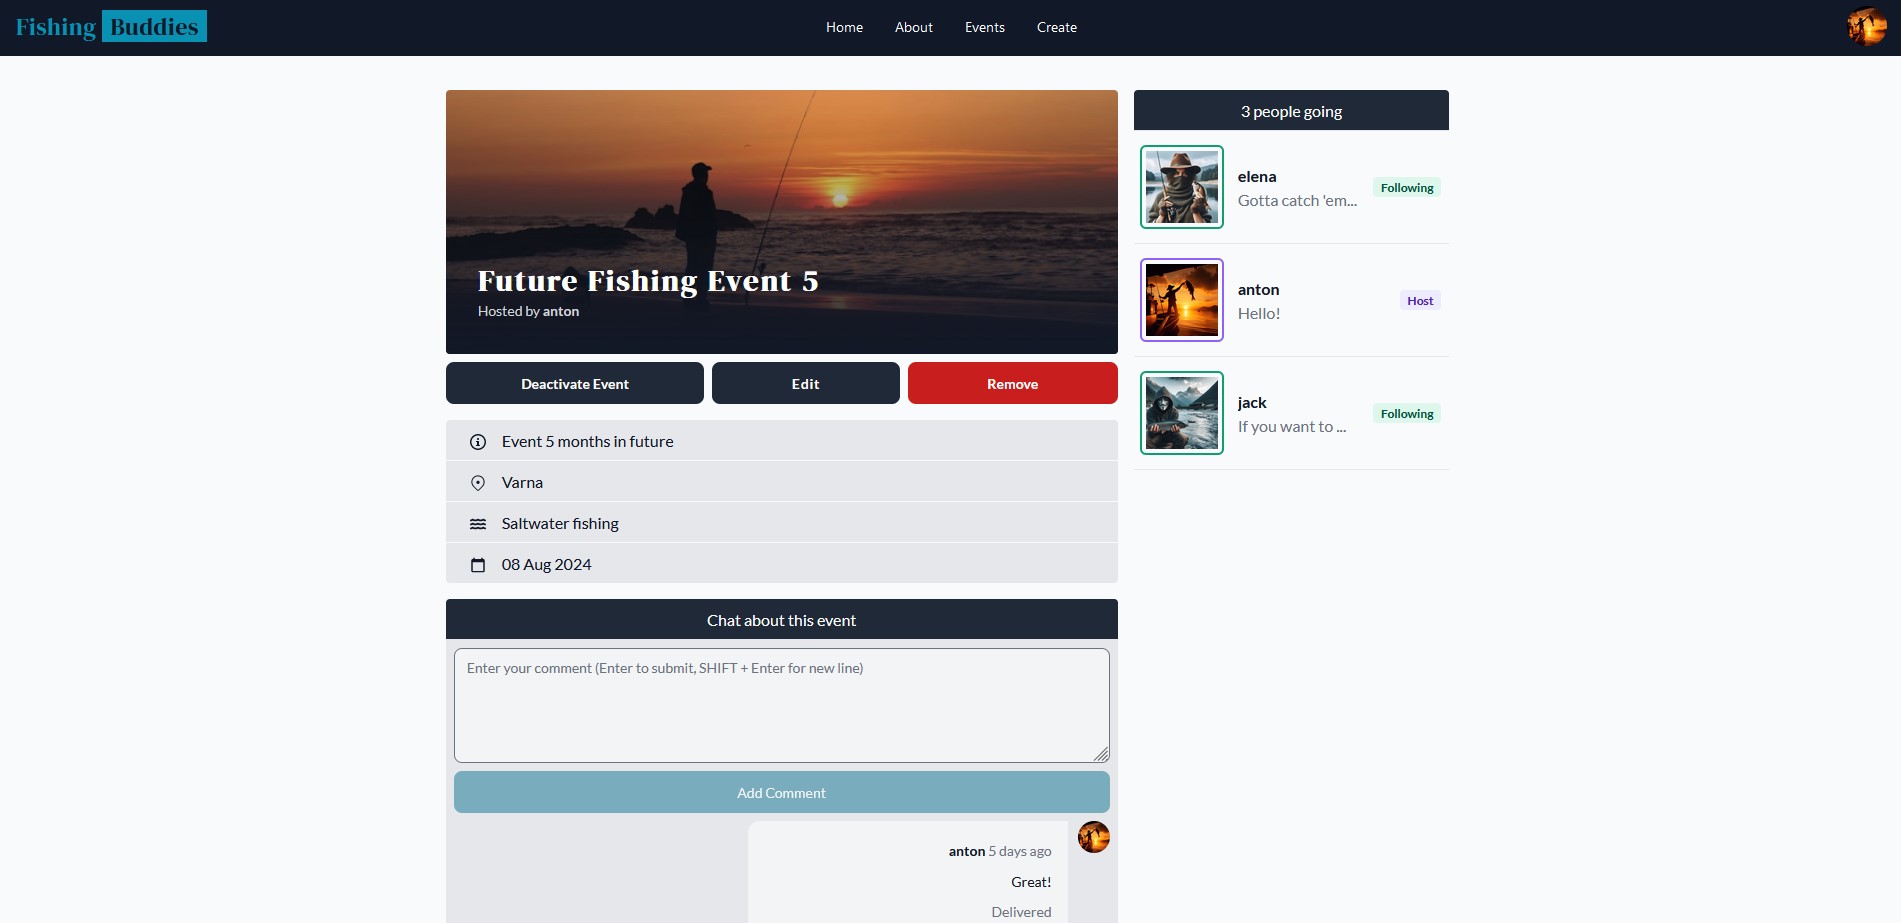 Fishing Buddies
Home About Events Create
Future Fishing Event 5
Hosted by anton
Deactivate Event Edit Remove
Event 5 months in future
Varna
Saltwater fishing
08 Aug 2024
Chat about this event
Enter your comment (Enter to submit, SHIFT + Enter for new line)
Add Comment
anton 5 days ago
Great!
Delivered
3 people going
elena
Gotta catch 'em...
Following
anton
Hello!
Host
jack
If you want to ...
Following